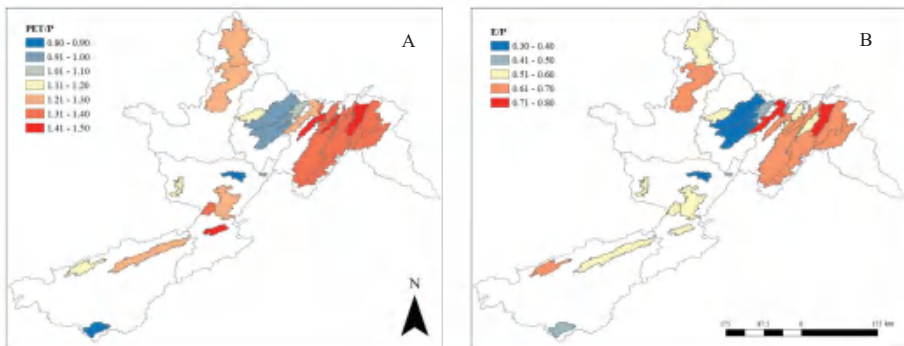 PET/P
0.80 - 0.90
0.91 - 1.00
1.01 - 1.10
1.11 - 1.20
1.21 - 1.30
1.31 - 1.40
1.41 - 1.50
A
N
E/P
0.30 - 0.40
0.41 - 0.50
0.51 - 0.60
0.61 - 0.70
0.71 - 0.80
B
0